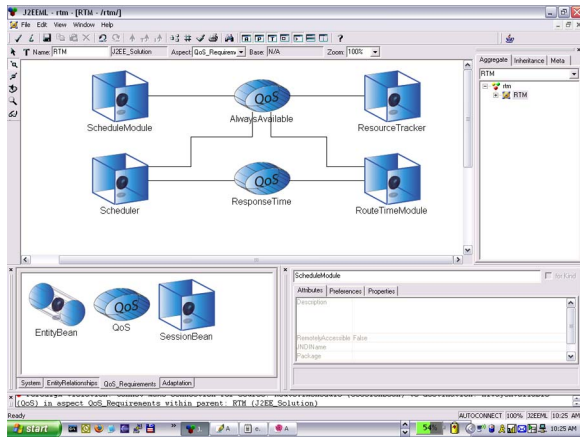 J2EEML - rtm - [RTM - /rtm/]
File Edit View Window Help
Name: RTM J2EE_Solution Aspect: QoS_Requirem Base: N/A Zoom: 100%
Aggregate Inheritance Meta
RTM
rtm
RTM
QoS
ScheduleModule
AlwaysAvailable
ResourceTracker
QoS
Scheduler
ResponseTime
RouteTimeModule
ScheduleModule
Attributes Preferences Properties
Description
RemotelyAccessible False
JNDIName
Package
QoS
EntityBean
QoS
SessionBean
System EntityRelationships QoS_Requirements Adaptation
(QoS) in aspect QoS_Requirements within parent: RTM (J2EE_Solution)
Ready
AUTOCONNECT 100% J2EEML 10:25 AM
start
54%
10:25 AM